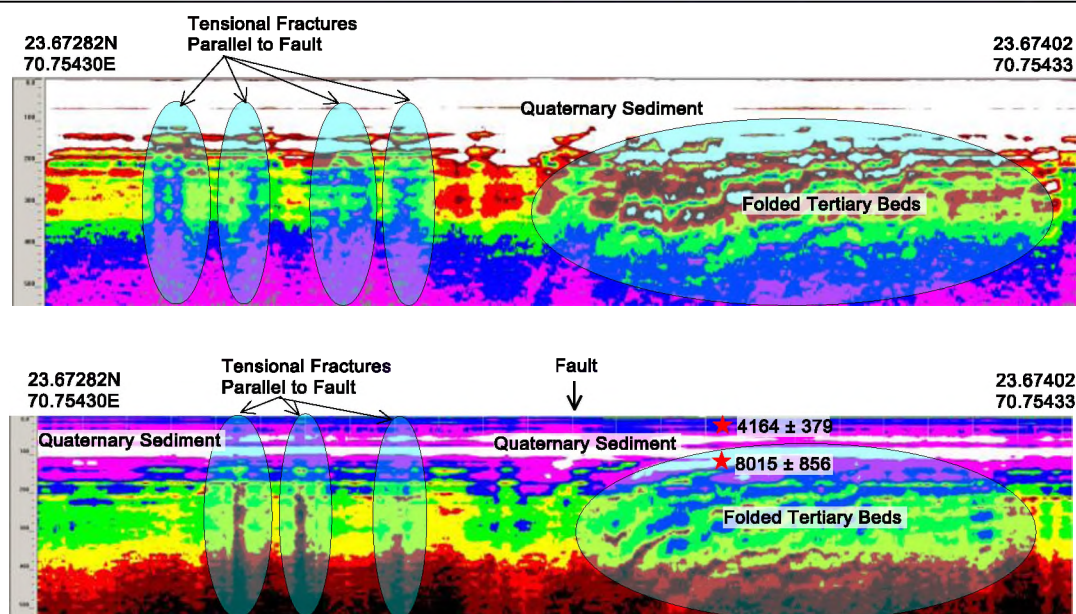 Tensional Fractures
Parallel to Fault
23.67282N
70.75430E
23.67402
70.75433
Quaternary Sediment
Folded Tertiary Beds
Tensional Fractures
Parallel to Fault
Fault
23.67282N
70.75430E
23.67402
70.75433
4164 ± 379
Quaternary Sediment
Quaternary Sediment
8015 ± 856
Folded Tertiary Beds